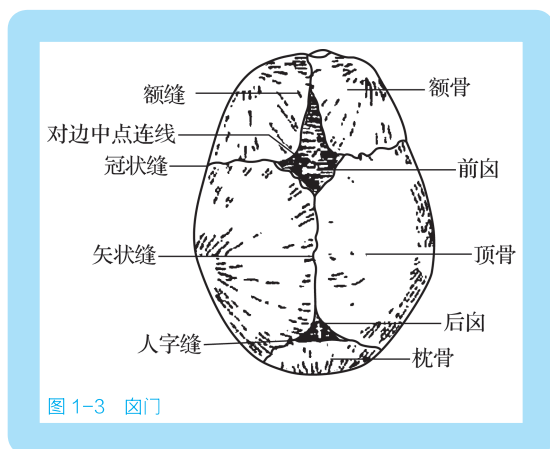 额缝
额骨
对边中点连线
冠状缝
前囟
矢状缝
顶骨
后囟
人字缝
枕骨
图 1-3 囟门